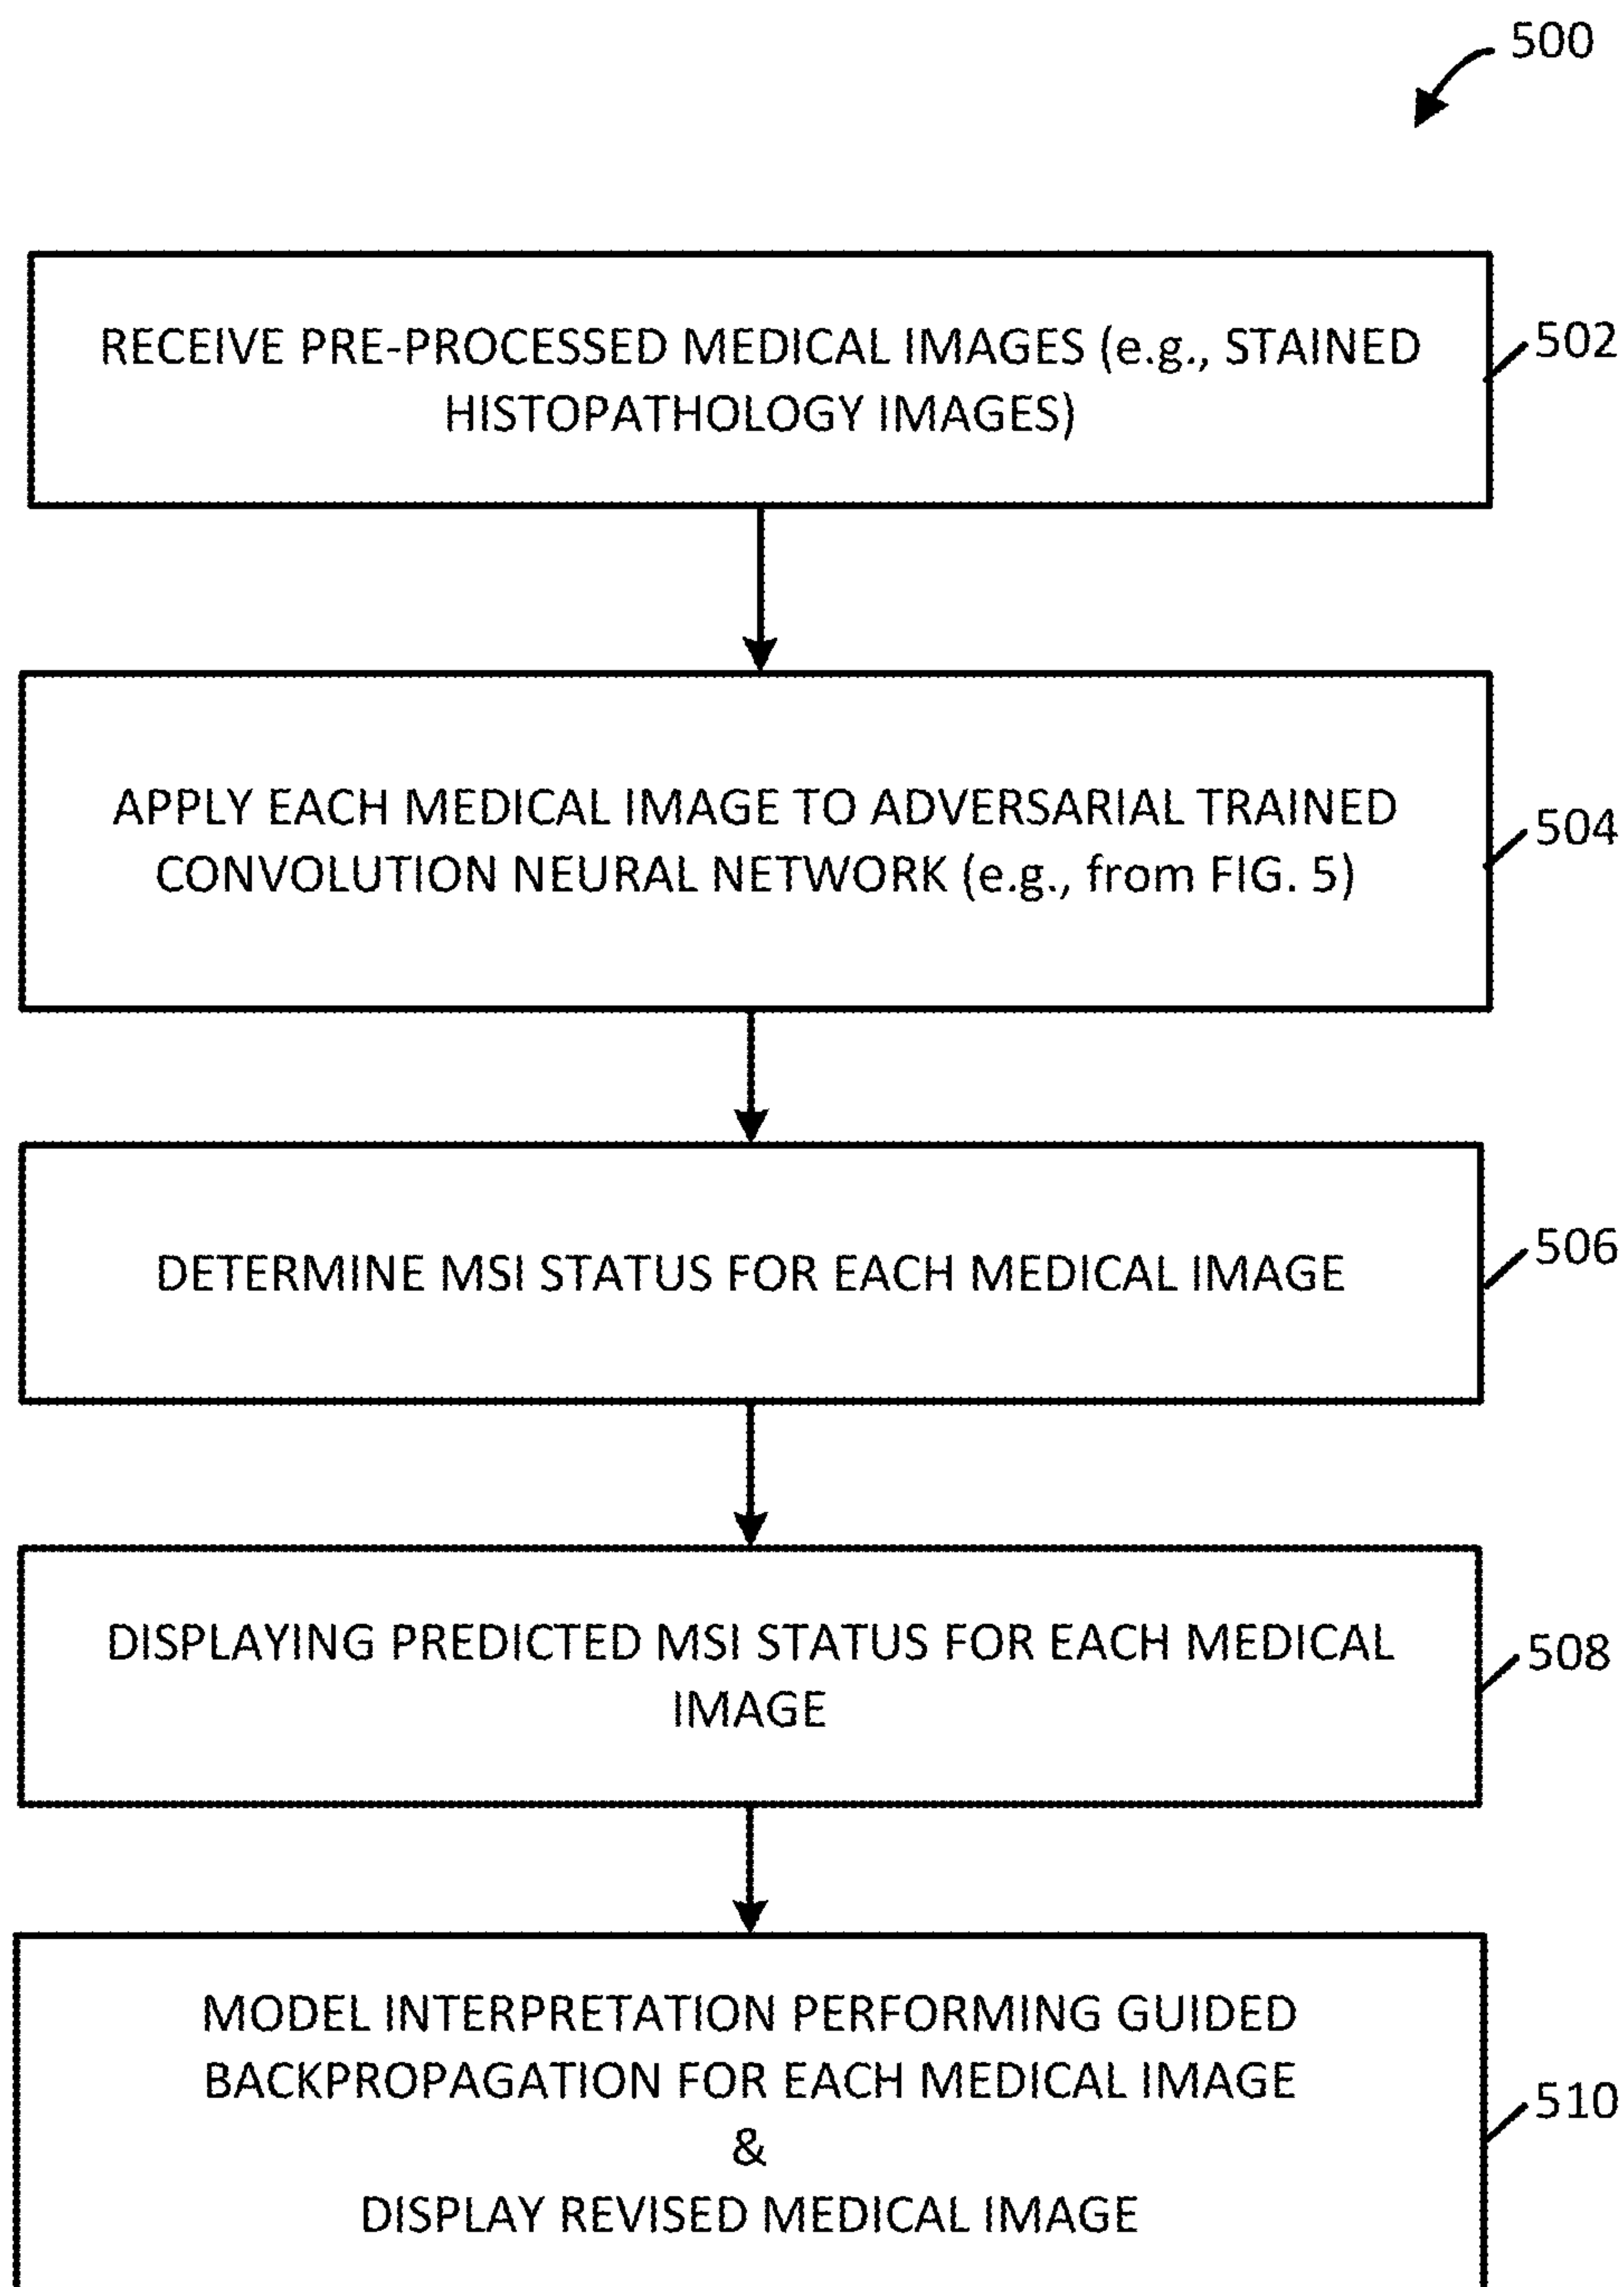 500
RECEIVE PRE-PROCESSED MEDICAL IMAGES (e.g., STAINED
HISTOPATHOLOGY IMAGES)
502
APPLY EACH MEDICAL IMAGE TO ADVERSARIAL TRAINED
CONVOLUTION NEURAL NETWORK (e.g., from FIG. 5)
504
DETERMINE MSI STATUS FOR EACH MEDICAL IMAGE
506
DISPLAYING PREDICTED MSI STATUS FOR EACH MEDICAL
IMAGE
508
MODEL INTERPRETATION PERFORMING GUIDED
BACKPROPAGATION FOR EACH MEDICAL IMAGE
&
DISPLAY REVISED MEDICAL IMAGE
510